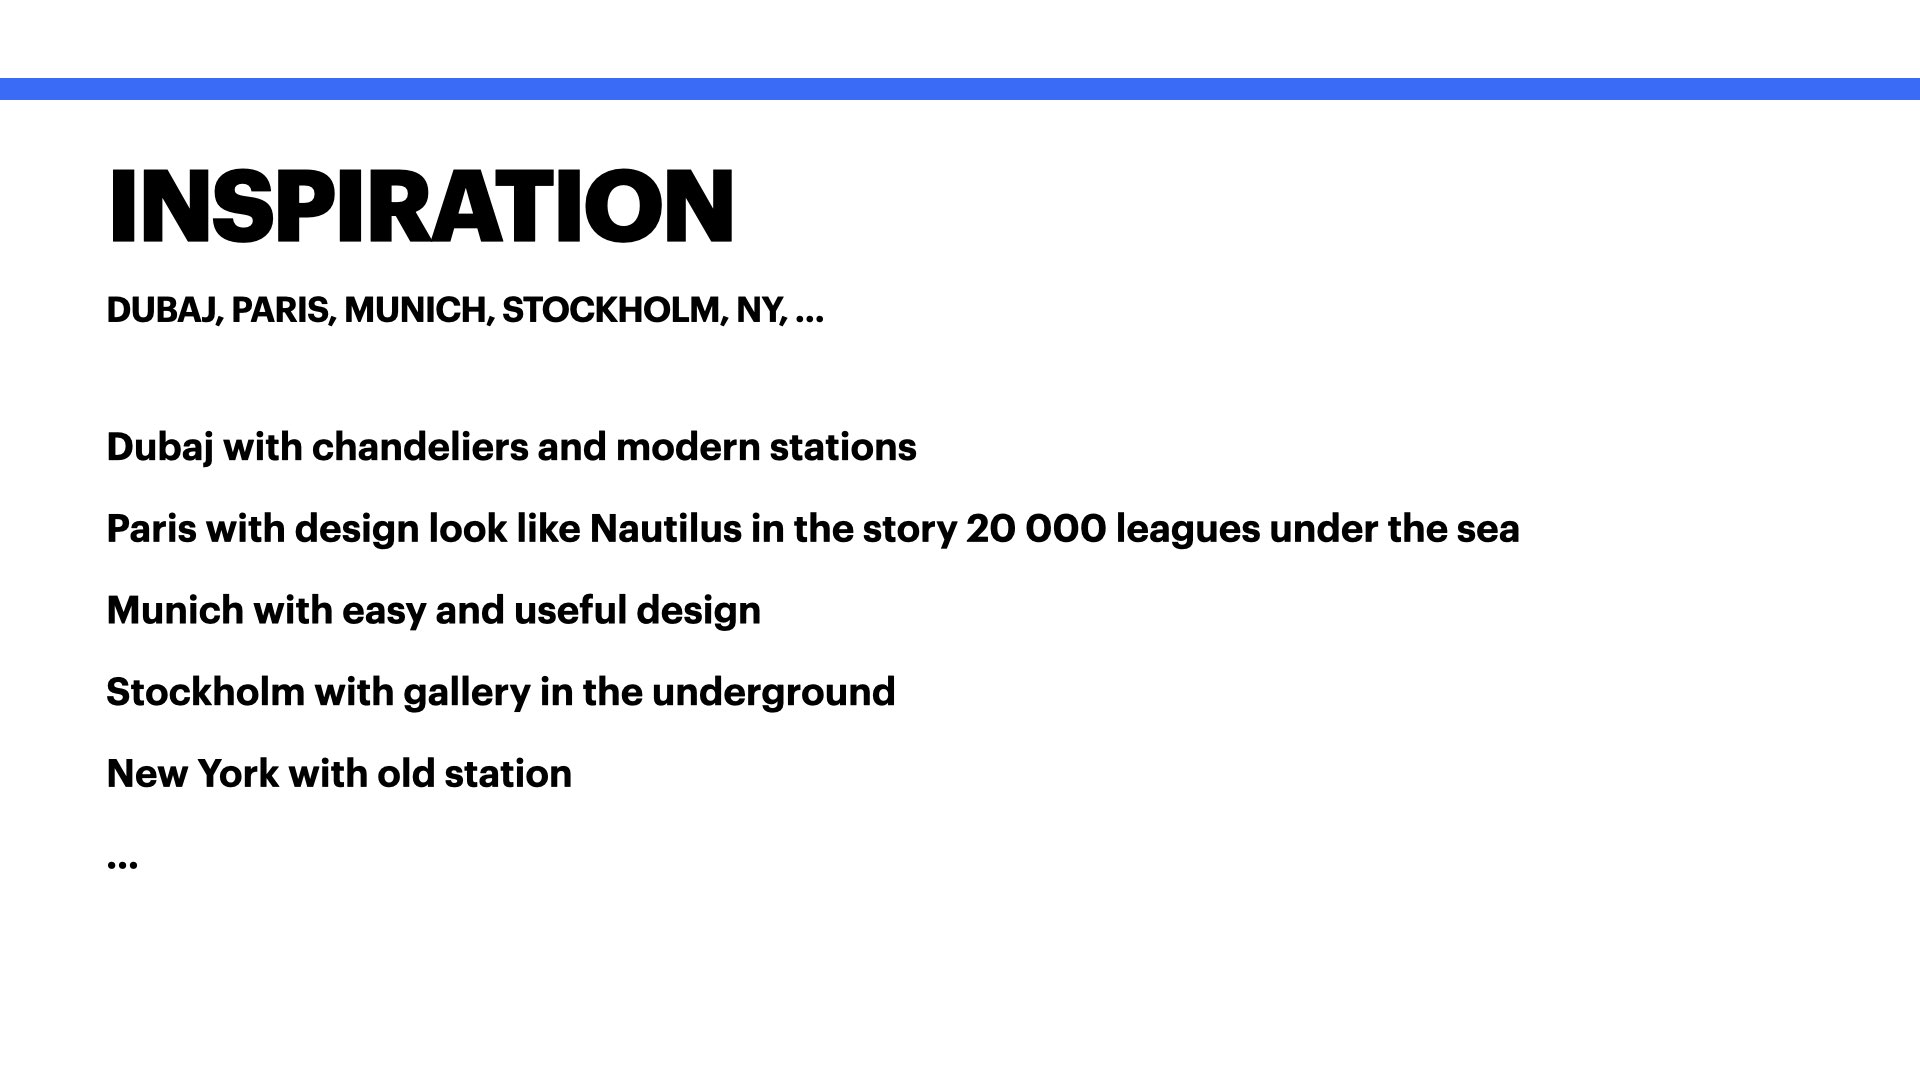 INSPIRATION
DUBAJ, PARIS, MUNICH, STOCKHOLM, NY, ...
Dubaj with chandeliers and modern stations
Paris with design look like Nautilus in the story 20 000 leagues under the sea
Munich with easy and useful design
Stockholm with gallery in the underground
New York with old station
...